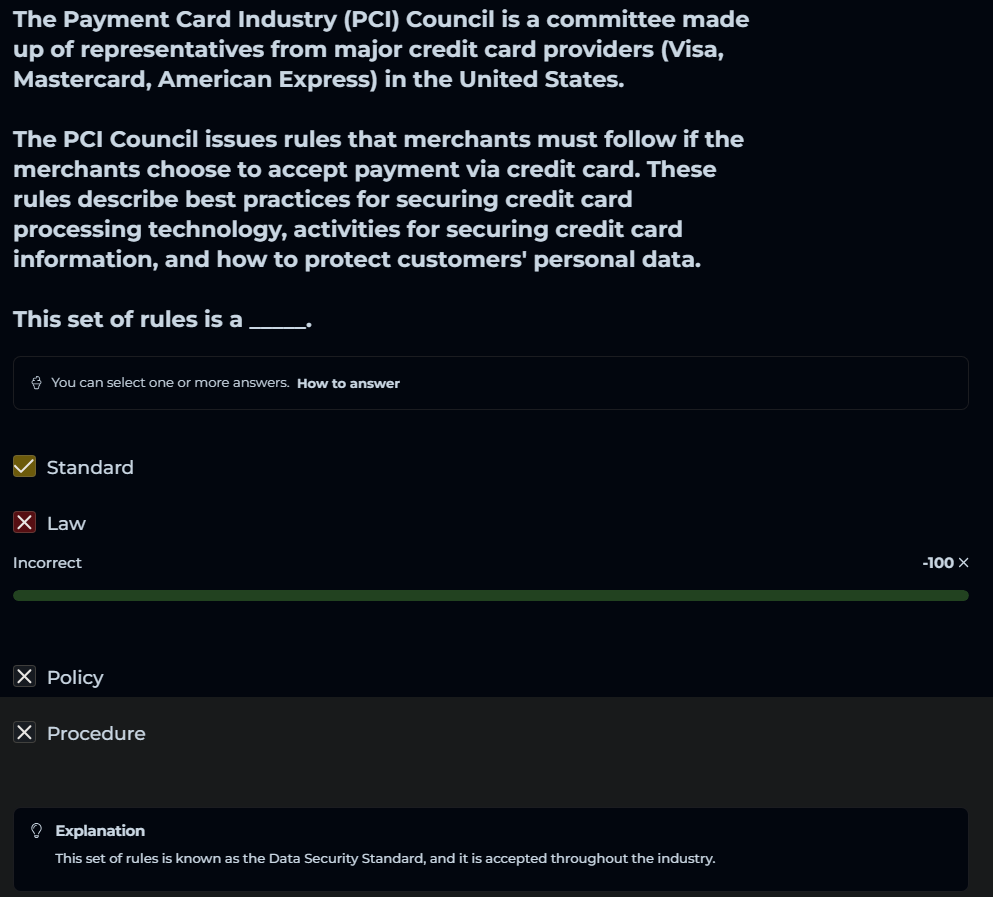 The Payment Card Industry (PCI) Council is a committee made
up of representatives from major credit card providers (Visa,
Mastercard, American Express) in the United States.
The PCI Council issues rules that merchants must follow if the
merchants choose to accept payment via credit card. These
rules describe best practices for securing credit card
processing technology, activities for securing credit card
information, and how to protect customers' personal data.
This set of rules is a _____.
You can select one or more answers. How to answer
Standard
Law
Incorrect -100 ×
Policy
Procedure
Explanation
This set of rules is known as the Data Security Standard, and it is accepted throughout the industry.